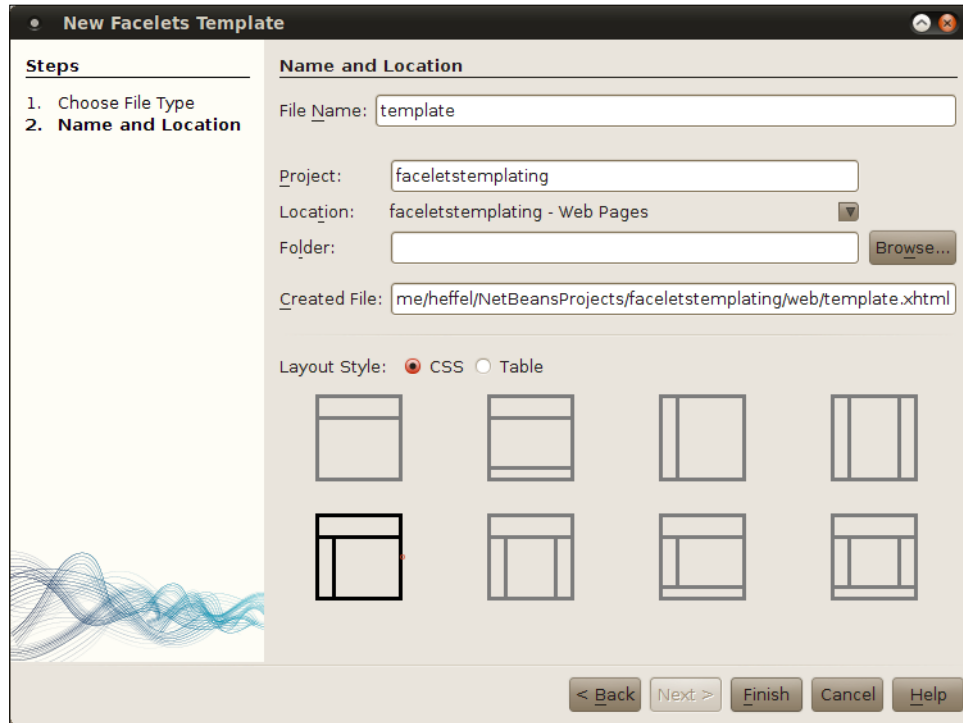 New Facelets Template
Steps
1. Choose File Type
2. Name and Location
Name and Location
File Name: template
Project: faceletstemplating
Location: faceletstemplating - Web Pages
Folder:
Browse...
Created File: me/heffel/NetBeansProjects/faceletstemplating/web/template.xhtml
Layout Style: CSS Table
< Back Next > Finish Cancel Help